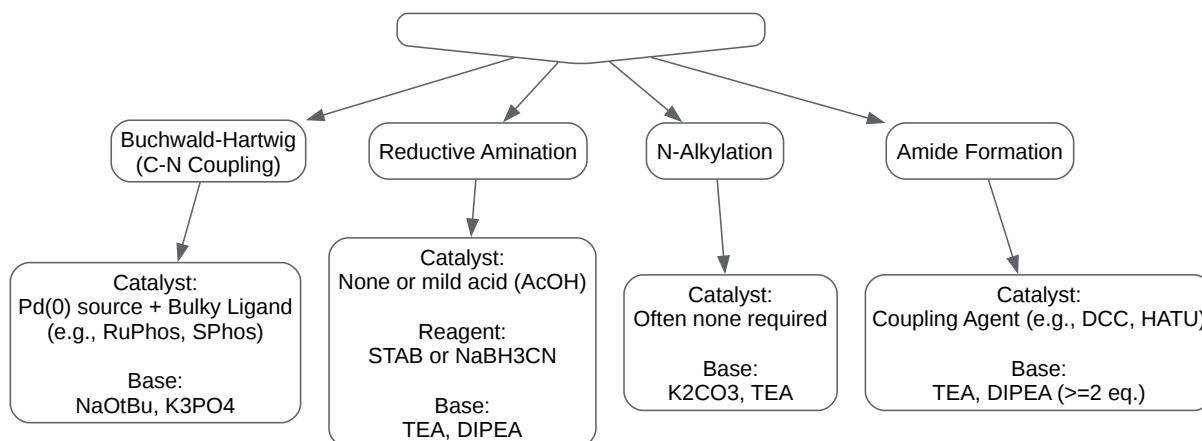 Buchwald-Hartwig
(C-N Coupling)
Reductive Amination
N-Alkylation
Amide Formation
Catalyst:
Pd(0) source + Bulky Ligand
(e.g., RuPhos, SPhos)
Base:
NaOtBu, K3PO4
Catalyst:
None or mild acid (AcOH)
Reagent:
STAB or NaBH3CN
Base:
TEA, DIPEA
Catalyst:
Often none required
Base:
K2CO3, TEA
Catalyst:
Coupling Agent (e.g., DCC, HATU)
Base:
TEA, DIPEA (>=2 eq.)